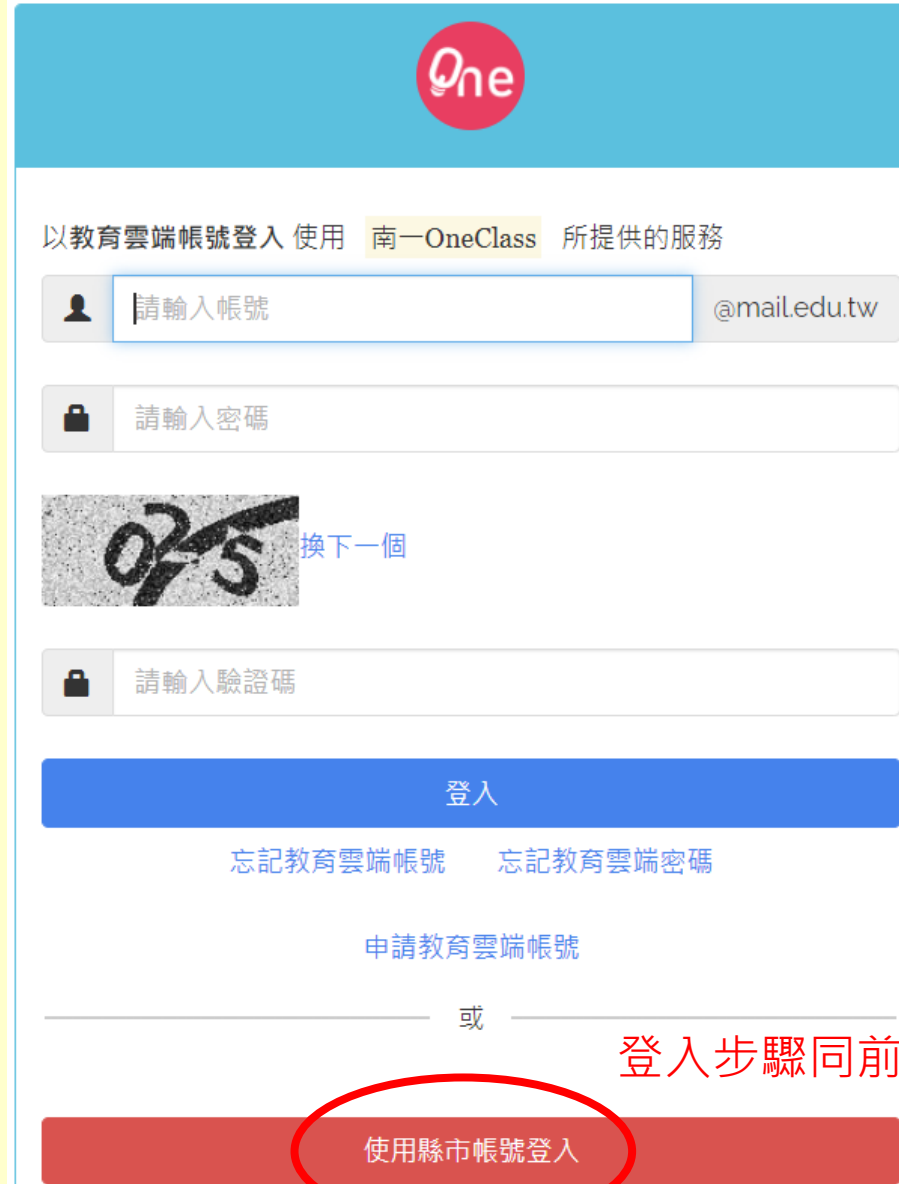 One
以教育雲端帳號登入 使用 南一OneClass 所提供的服務
請輸入帳號 @mail.edu.tw
請輸入密碼
換下一個
請輸入驗證碼
登入
忘記教育雲端帳號 忘記教育雲端密碼
申請教育雲端帳號
或
登入步驟同前
使用縣市帳號登入